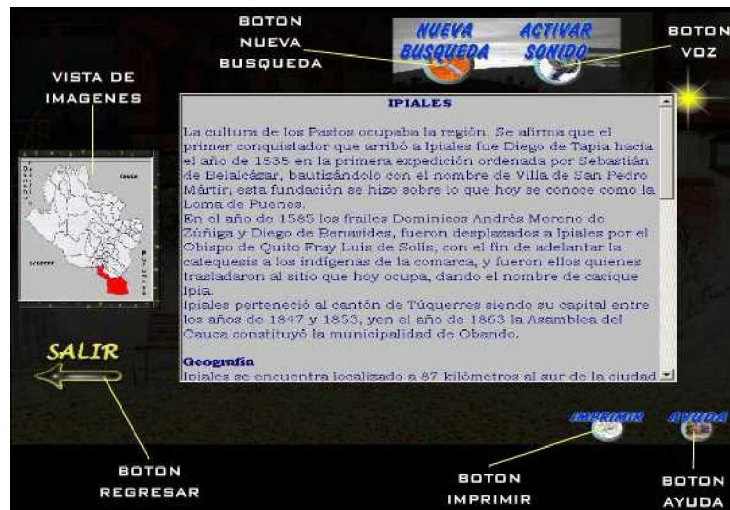 BOTON
NUEVA
BUSQUEDA
NUEVA
BUSQUEDA
ACTIVAR
SONIDO
BOTON
VOZ
VISTA DE
IMAGENES
IPIALES
La cultura de los Pastos ocupaba la región. Se afirma que el
primer conquistador que arribó a Ipiales fue Diego de Tapia hacia
el año de 1535 en la primera expedición ordenada por Sebastián
de Belalcázar, bautizándolo con el nombre de Villa de San Pedro
Mártir; esta fundación se hizo sobre lo que hoy se conoce como la
Loma de Puenes.
En el año de 1585 los frailes Dominicos Andrés Moreno de
Zúñiga y Diego de Benavides, fueron desplazados a Ipiales por el
Obispo de Quito Fray Luis de Solís, con el fin de adelantar la
catequesis a los indígenas de la comarca, y fueron ellos quienes
trasladaron al sitio que hoy ocupa, dando el nombre de cacique
Ipia.
Ipiales perteneció al cantón de Túquerres siendo su capital entre
los años de 1847 y 1853, yen el año de 1863 la Asamblea del
Cauca constituyó la municipalidad de Obando.
Geografía
Ipiales se encuentra localizado a 87 kilómetros al sur de la ciudad
CAUCA
SALIR
IMPRIMIR
AYUDA
BOTON
REGRESAR
BOTON
IMPRIMIR
BOTON
AYUDA